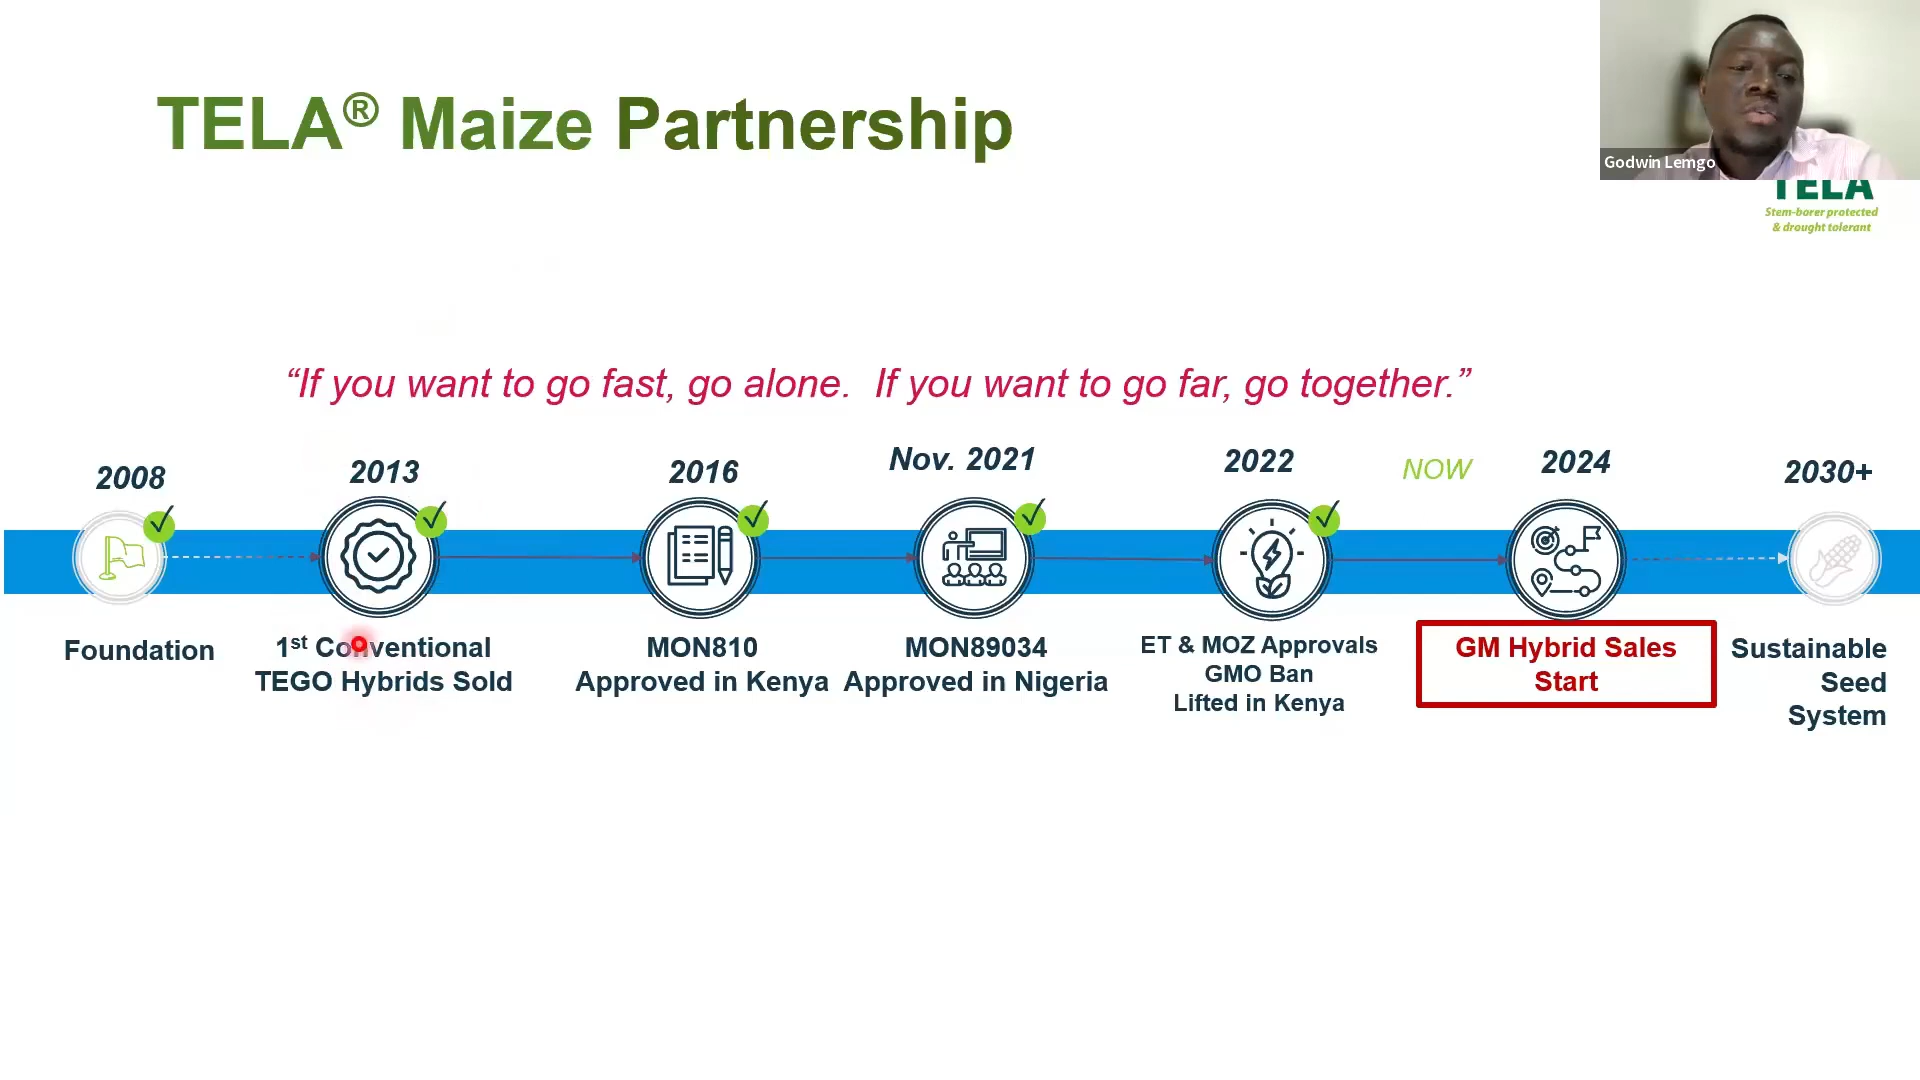 TELA® Maize Partnership
Godwin Lemgo
TELA
Stem-borer protected
& drought tolerant
“If you want to go fast, go alone. If you want to go far, go together.”
2008
2013
2016
Nov. 2021
2022
NOW
2024
2030+
Foundation
1st Conventional
TEGO Hybrids Sold
MON810
Approved in Kenya
MON89034
Approved in Nigeria
ET & MOZ Approvals
GMO Ban
Lifted in Kenya
GM Hybrid Sales
Start
Sustainable
Seed
System